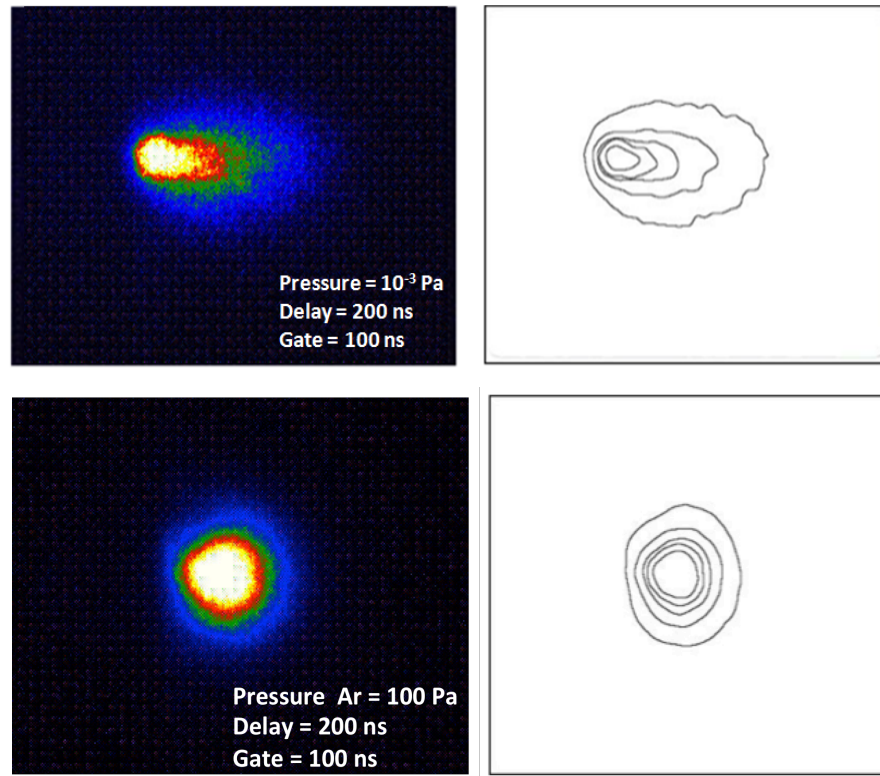 Pressure = 10⁻³ Pa
Delay = 200 ns
Gate = 100 ns
Pressure Ar = 100 Pa
Delay = 200 ns
Gate = 100 ns